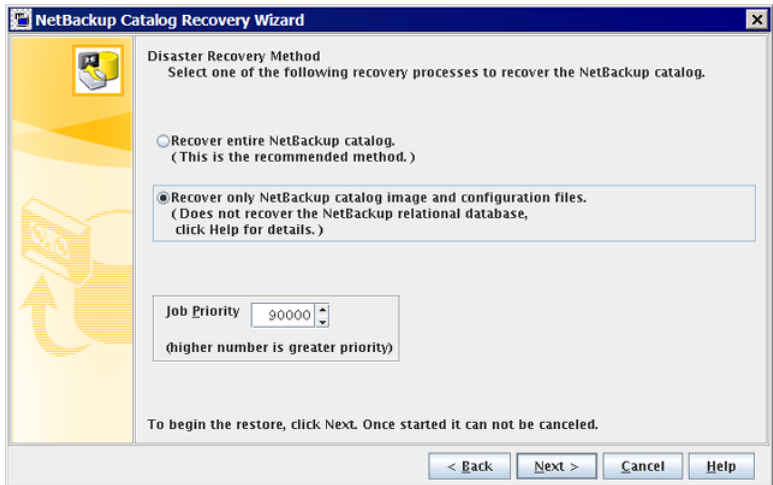 NetBackup Catalog Recovery Wizard
Disaster Recovery Method
Select one of the following recovery processes to recover the NetBackup catalog.
Recover entire NetBackup catalog.
(This is the recommended method.)
Recover only NetBackup catalog image and configuration files.
(Does not recover the NetBackup relational database,
click Help for details.)
Job Priority 90000
(higher number is greater priority)
To begin the restore, click Next. Once started it can not be canceled.
< Back Next > Cancel Help